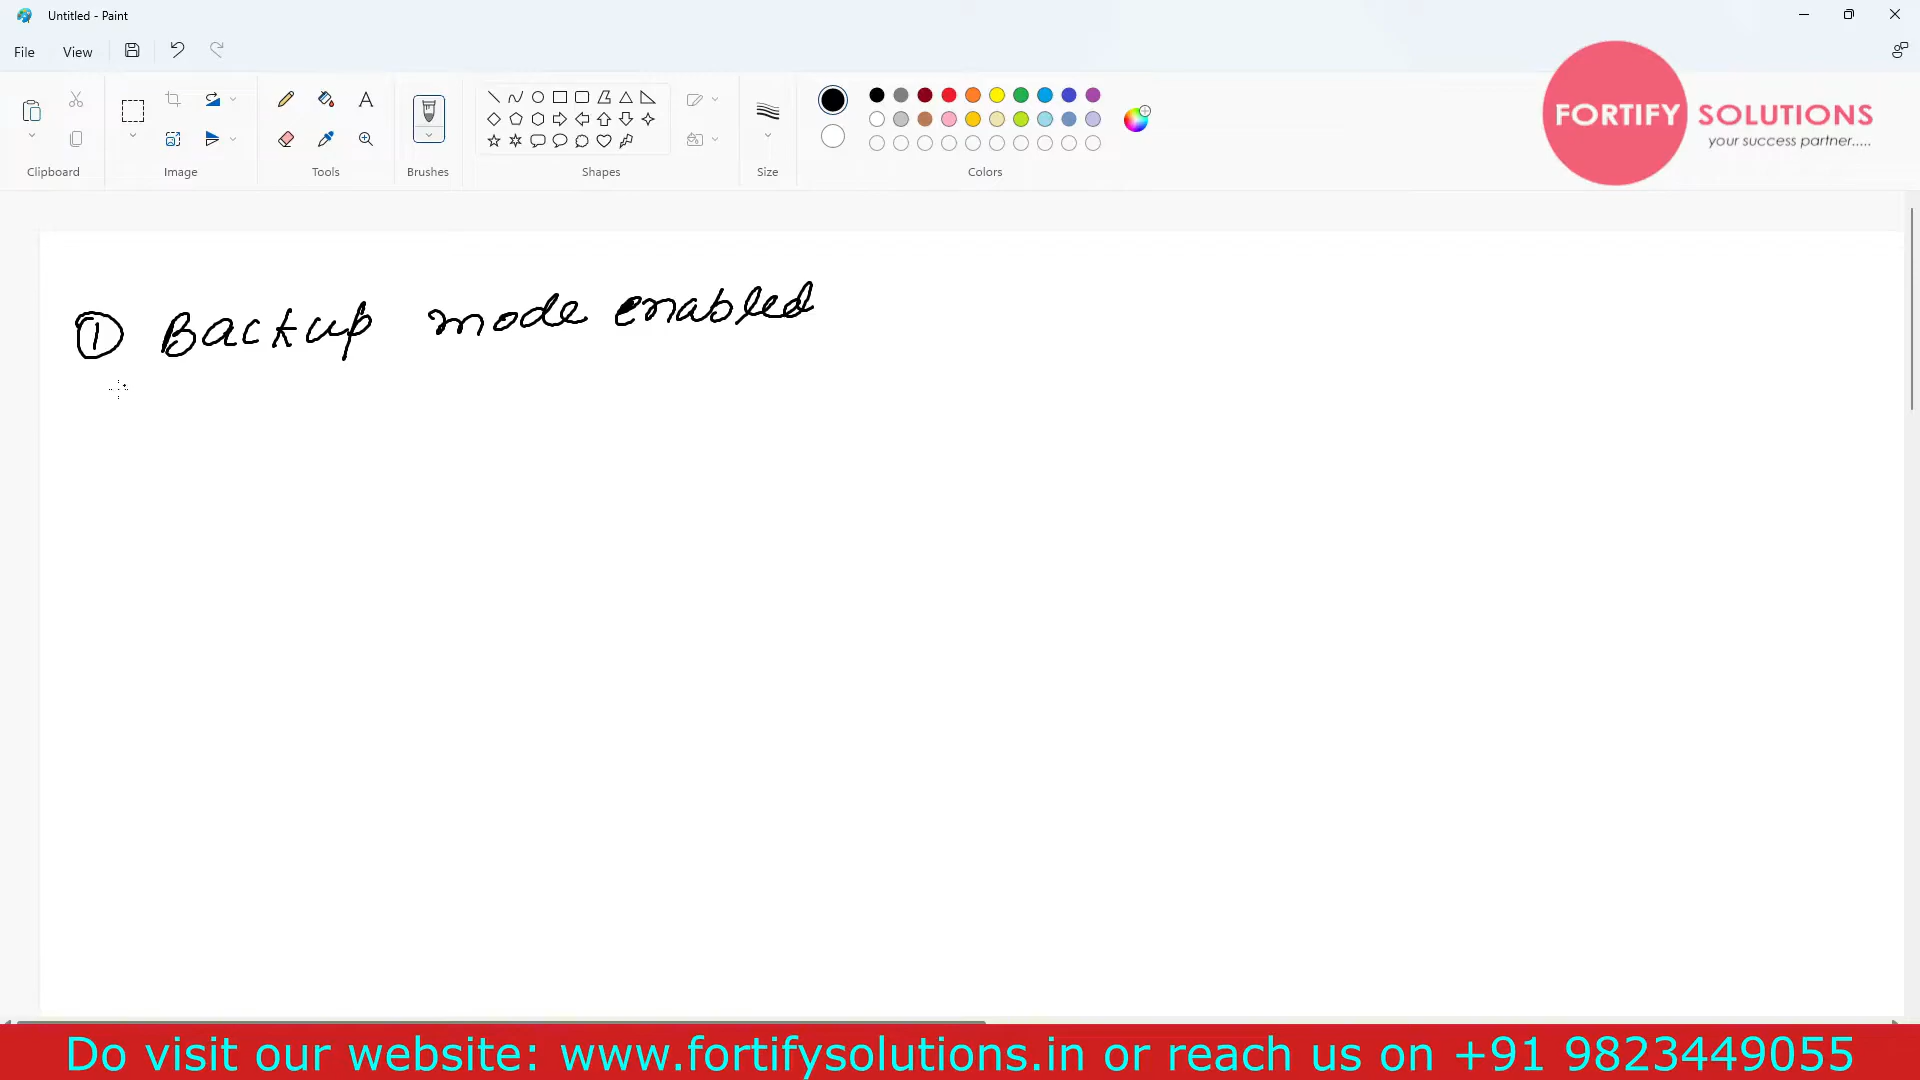 Untitled - Paint
File View
Clipboard Image Tools Brushes Shapes Size Colors
FORTIFY SOLUTIONS
your success partner.....
① Backup mode enabled
Do visit our website: www.fortifysolutions.in or reach us on +91 9823449055